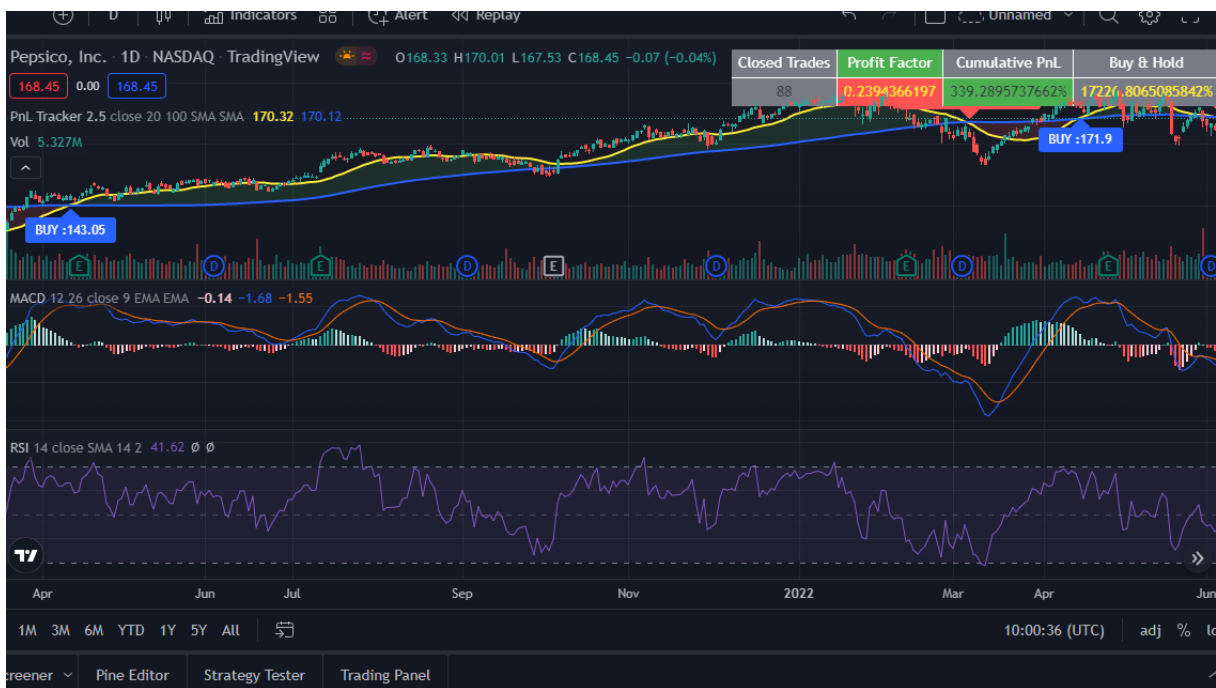 D Indicators Alert Replay Unnamed
Pepsico, Inc. · 1D · NASDAQ · TradingView O168.33 H170.01 L167.53 C168.45 −0.07 (−0.04%)
168.45 0.00 168.45
PnL Tracker 2.5 close 20 100 SMA SMA 170.32 170.12
Vol 5.327M
Closed Trades Profit Factor Cumulative PnL Buy & Hold
88 0.2394366197 339.2895737662% 17226.8065085842%
BUY :171.9
BUY :143.05
E D E D E D E D E D
MACD 12 26 close 9 EMA EMA −0.14 −1.68 −1.55
RSI 14 close SMA 14 2 41.62 Ø Ø
Apr Jun Jul Sep Nov 2022 Mar Apr Jun
1M 3M 6M YTD 1Y 5Y All 10:00:36 (UTC) adj % lo
creener Pine Editor Strategy Tester Trading Panel